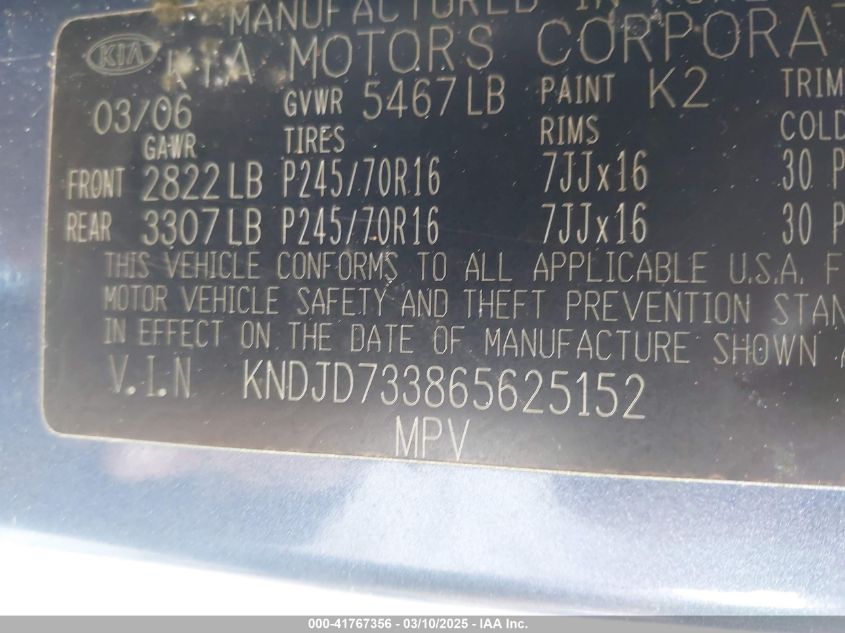 MANUFACTURED IN KORE
KIA KIA MOTORS CORPORA
03/06 GVWR 5467LB PAINT K2 TRIM
GAWR TIRES RIMS COLD
FRONT 2822LB P245/70R16 7JJx16 30 P
REAR 3307LB P245/70R16 7JJx16 30 P
THIS VEHICLE CONFORMS TO ALL APPLICABLE U.S.A. F
MOTOR VEHICLE SAFETY AND THEFT PREVENTION STAN
IN EFFECT ON THE DATE OF MANUFACTURE SHOWN A
V.I.N KNDJD733865625152
MPV
000-41767356 - 03/10/2025 - IAA Inc.